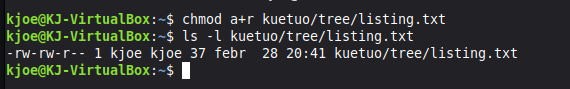 kjoe@KJ-VirtualBox:~$ chmod a+r kuetuo/tree/listing.txt
kjoe@KJ-VirtualBox:~$ ls -l kuetuo/tree/listing.txt
-rw-rw-r-- 1 kjoe kjoe 37 febr  28 20:41 kuetuo/tree/listing.txt
kjoe@KJ-VirtualBox:~$